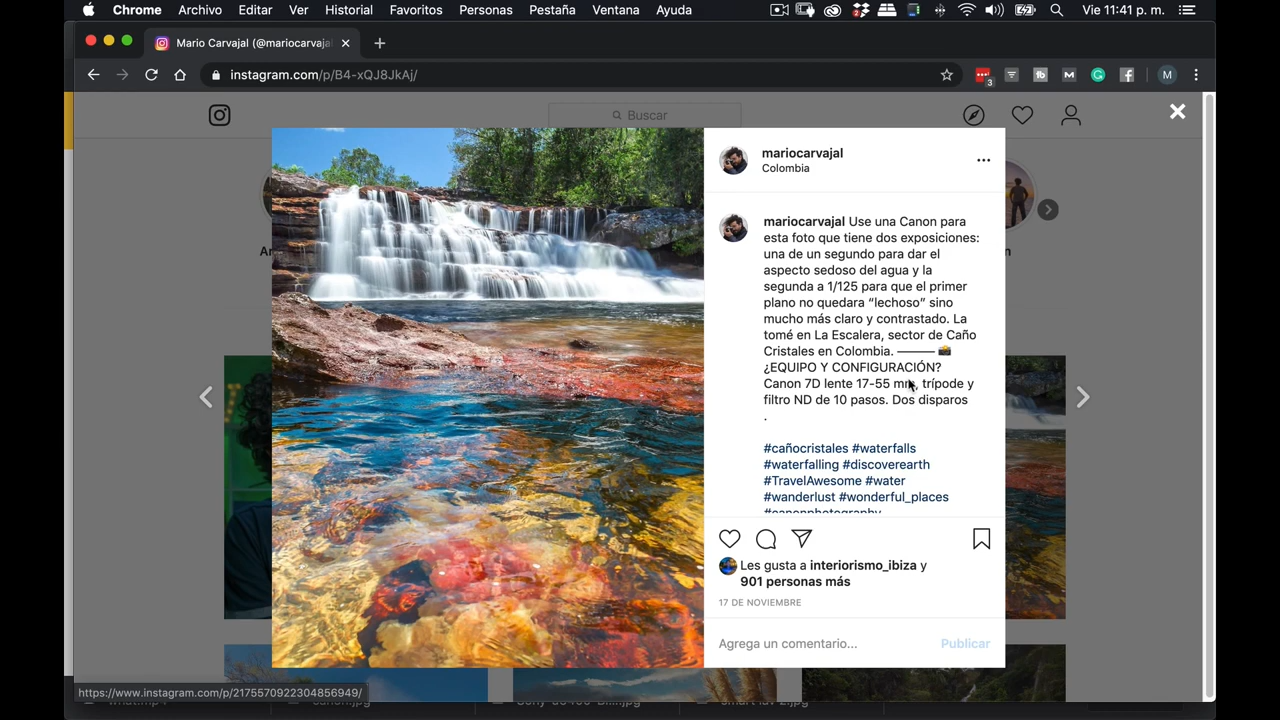 Chrome Archivo Editar Ver Historial Favoritos Personas Pestaña Ventana Ayuda
Vie 11:41 p. m.
Mario Carvajal (@mariocarvaja
instagram.com/p/B4-xQJ8JkAj/
3
M
Buscar
mariocarvajal
Colombia
mariocarvajal Use una Canon para
esta foto que tiene dos exposiciones:
una de un segundo para dar el
aspecto sedoso del agua y la
segunda a 1/125 para que el primer
plano no quedara “lechoso” sino
mucho más claro y contrastado. La
tomé en La Escalera, sector de Caño
Cristales en Colombia. ——— 📸
¿EQUIPO Y CONFIGURACIÓN?
Canon 7D lente 17-55 mm, trípode y
filtro ND de 10 pasos. Dos disparos
.
#cañocristales #waterfalls
#waterfalling #discoverearth
#TravelAwesome #water
#wanderlust #wonderful_places
#canonphotography
Les gusta a interiorismo_ibiza y
901 personas más
17 DE NOVIEMBRE
Agrega un comentario... Publicar
https://www.instagram.com/p/2175570922304856949/